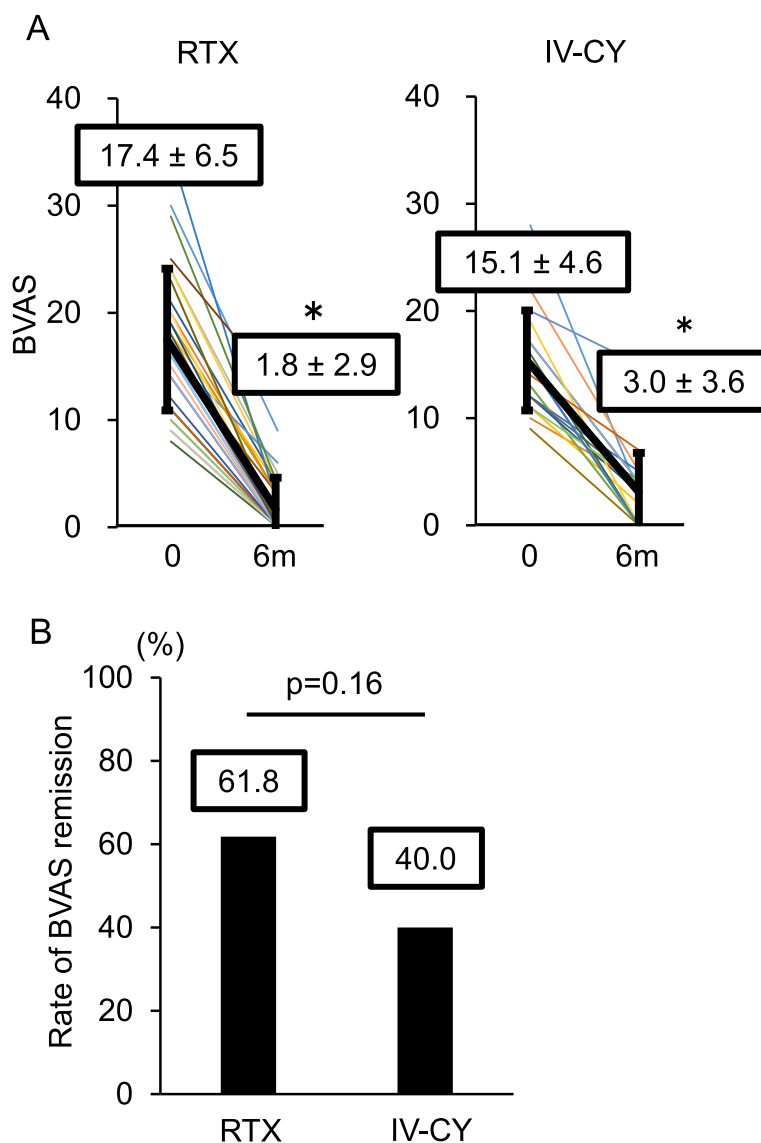 A
RTX
IV-CY
40
30
20
10
0
BVAS
17.4 ± 6.5
*
1.8 ± 2.9
0
6m
40
30
20
10
0
15.1 ± 4.6
*
3.0 ± 3.6
0
6m
B
(%)
Rate of BVAS remission
100
80
60
40
20
0
p=0.16
61.8
40.0
RTX
IV-CY